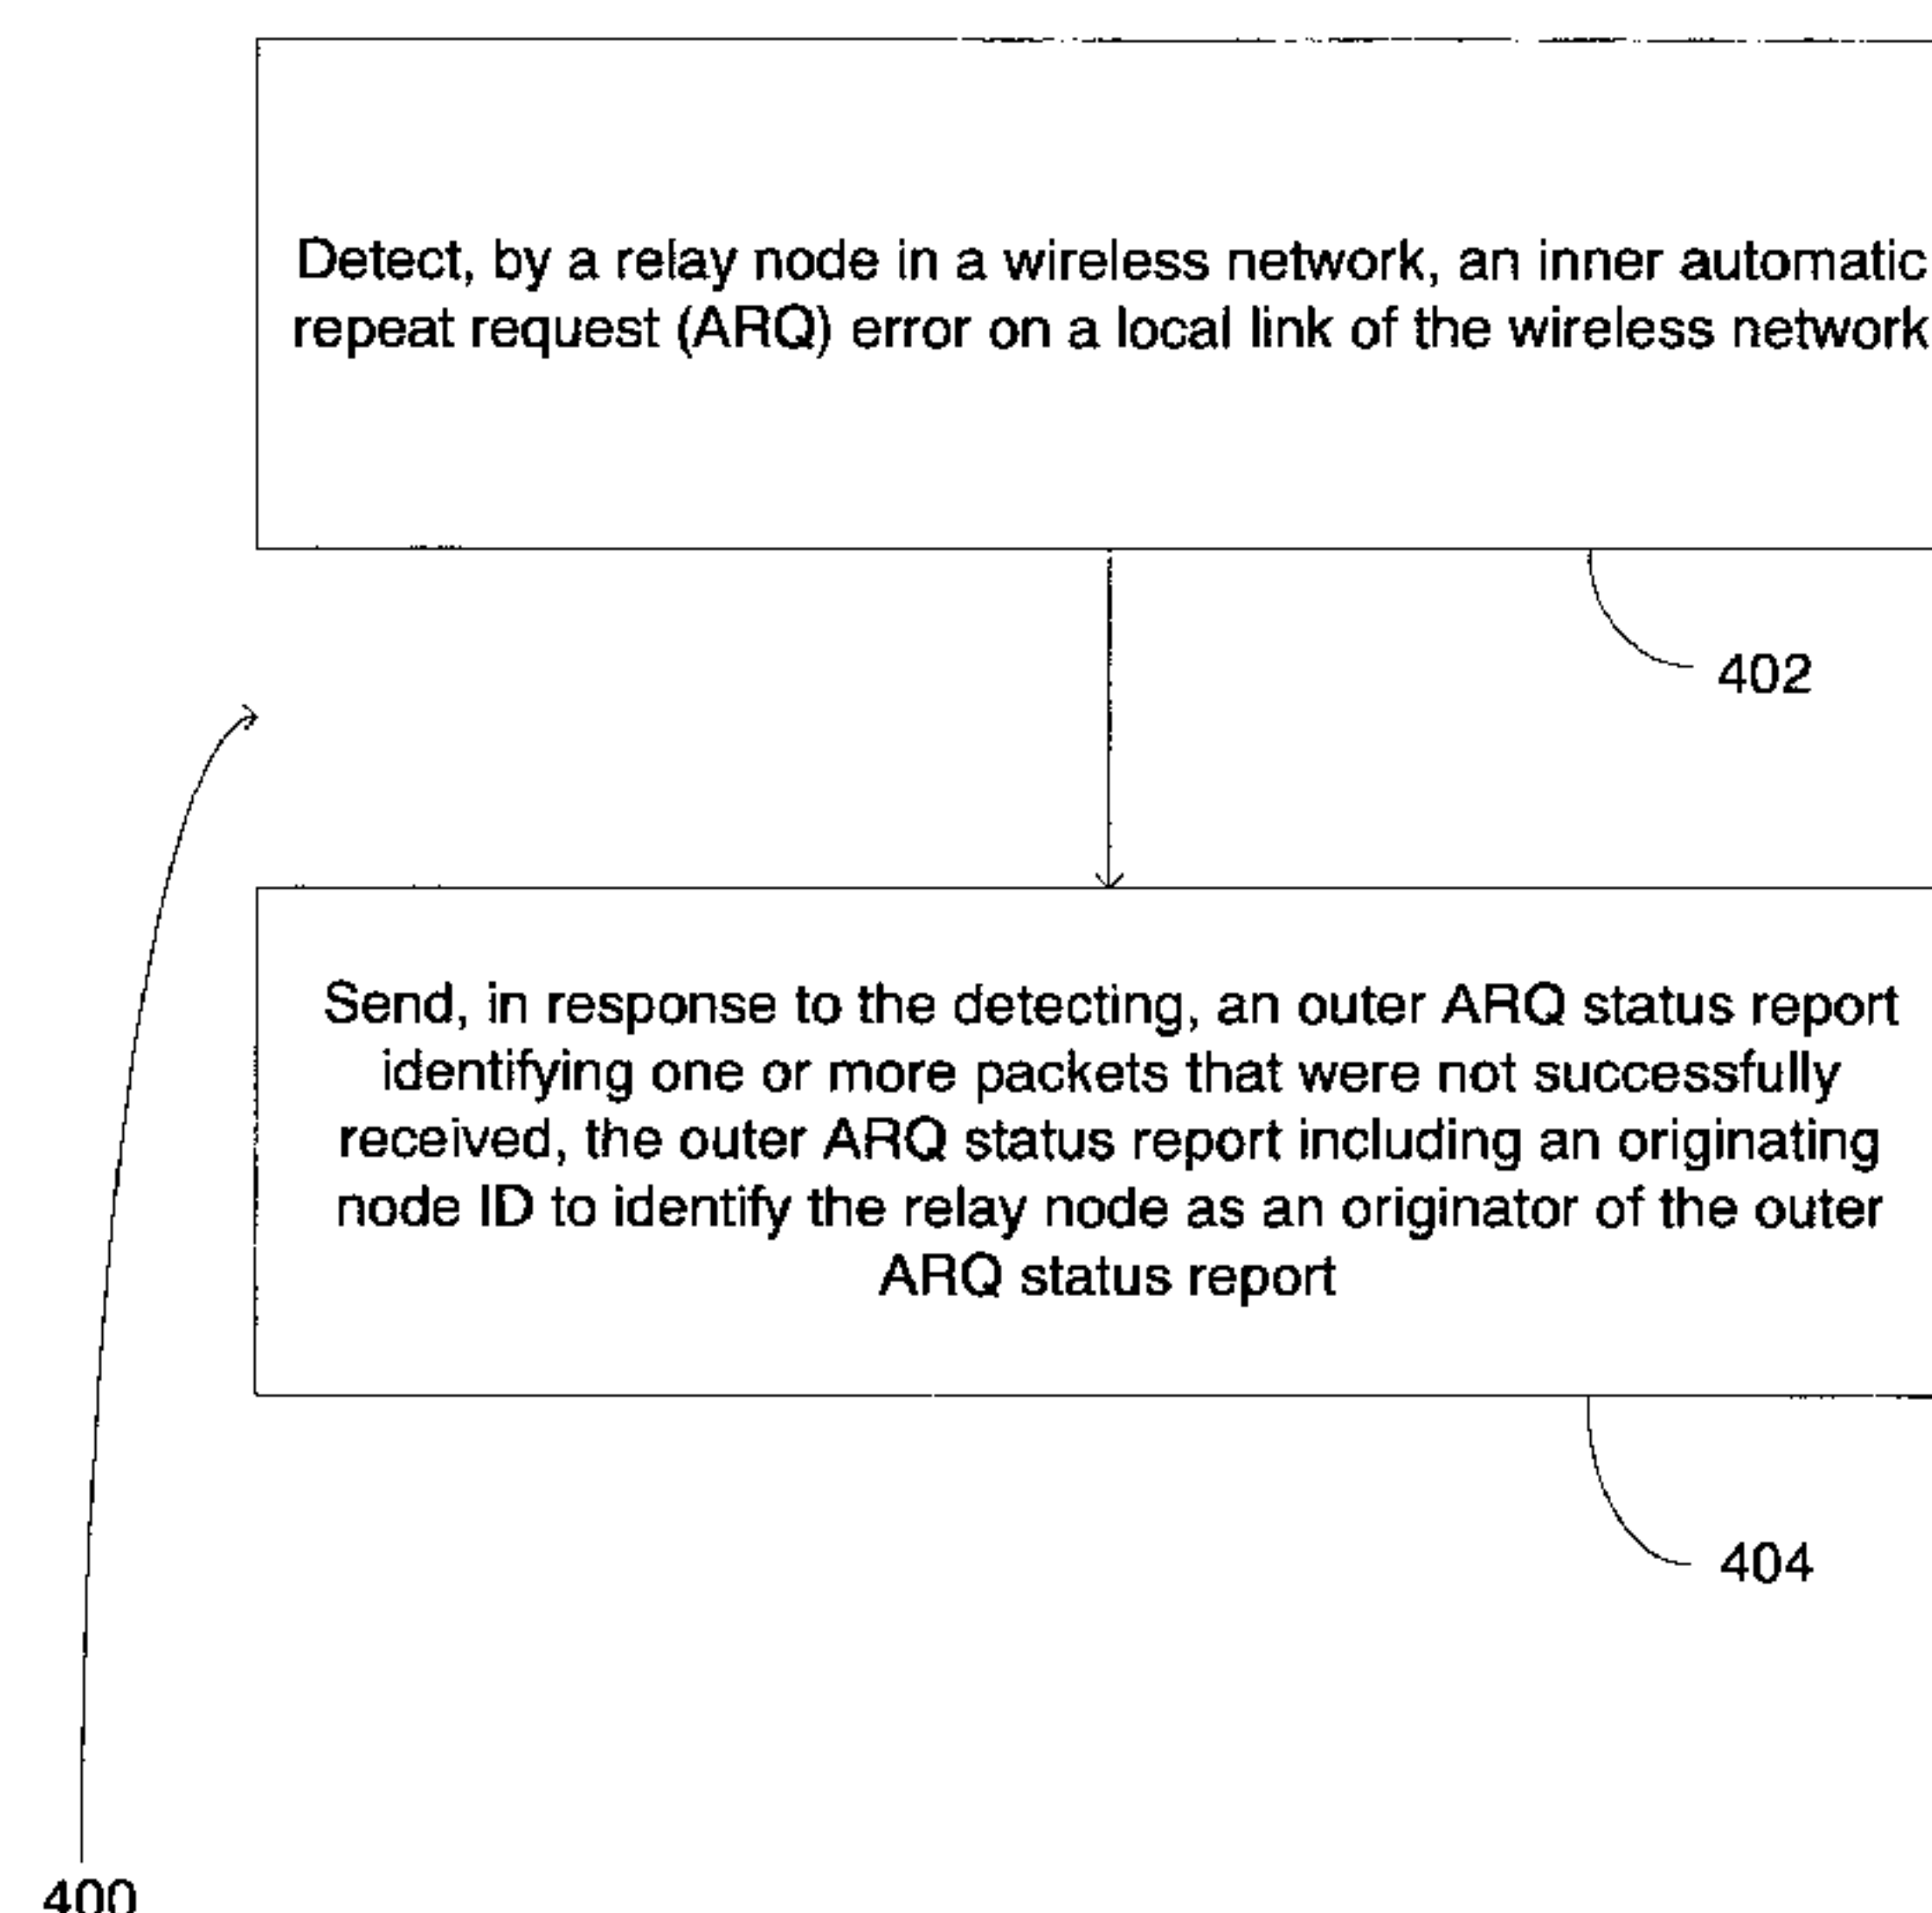 Detect, by a relay node in a wireless network, an inner automatic
repeat request (ARQ) error on a local link of the wireless network
402
Send, in response to the detecting, an outer ARQ status report
identifying one or more packets that were not successfully
received, the outer ARQ status report including an originating
node ID to identify the relay node as an originator of the outer
ARQ status report
404
400